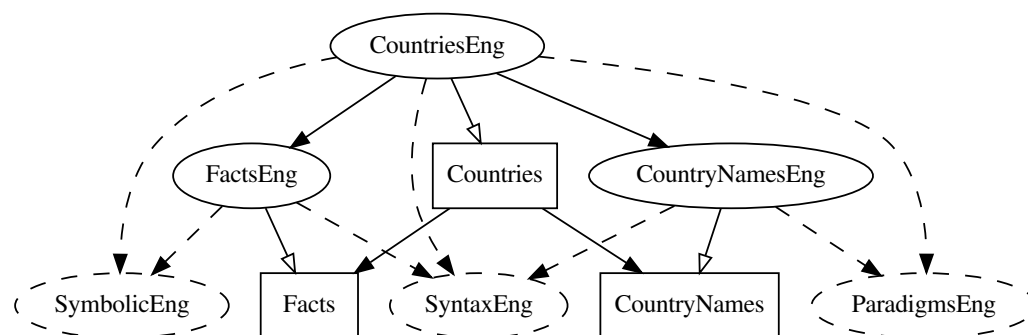 CountriesEng
FactsEng
Countries
CountryNamesEng
SymbolicEng
Facts
SyntaxEng
CountryNames
ParadigmsEng